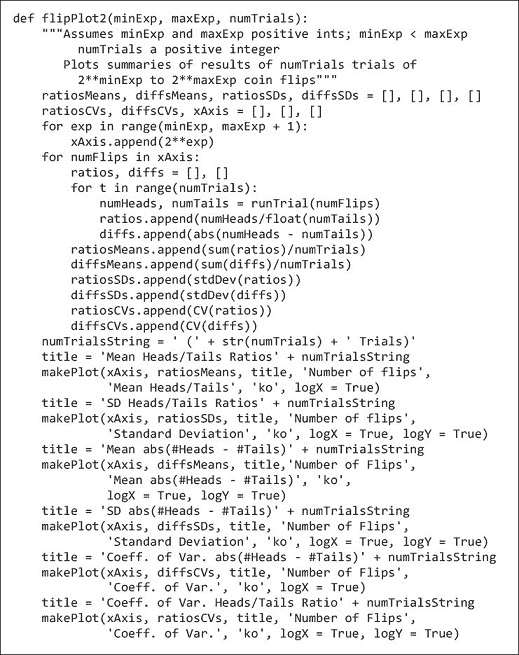 def flipPlot2(minExp, maxExp, numTrials):
    """Assumes minExp and maxExp positive ints; minExp < maxExp
         numTrials a positive integer
       Plots summaries of results of numTrials trials of
         2**minExp to 2**maxExp coin flips"""
    ratiosMeans, diffsMeans, ratiosSDs, diffsSDs = [], [], [], []
    ratiosCVs, diffsCVs, xAxis = [], [], []
    for exp in range(minExp, maxExp + 1):
        xAxis.append(2**exp)
    for numFlips in xAxis:
        ratios, diffs = [], []
        for t in range(numTrials):
            numHeads, numTails = runTrial(numFlips)
            ratios.append(numHeads/float(numTails))
            diffs.append(abs(numHeads - numTails))
        ratiosMeans.append(sum(ratios)/numTrials)
        diffsMeans.append(sum(diffs)/numTrials)
        ratiosSDs.append(stdDev(ratios))
        diffsSDs.append(stdDev(diffs))
        ratiosCVs.append(CV(ratios))
        diffsCVs.append(CV(diffs))
    numTrialsString = ' (' + str(numTrials) + ' Trials)'
    title = 'Mean Heads/Tails Ratios' + numTrialsString
    makePlot(xAxis, ratiosMeans, title, 'Number of flips',
             'Mean Heads/Tails', 'ko', logX = True)
    title = 'SD Heads/Tails Ratios' + numTrialsString
    makePlot(xAxis, ratiosSDs, title, 'Number of flips',
             'Standard Deviation', 'ko', logX = True, logY = True)
    title = 'Mean abs(#Heads - #Tails)' + numTrialsString
    makePlot(xAxis, diffsMeans, title,'Number of Flips',
             'Mean abs(#Heads - #Tails)', 'ko',
             logX = True, logY = True)
    title = 'SD abs(#Heads - #Tails)' + numTrialsString
    makePlot(xAxis, diffsSDs, title, 'Number of Flips',
             'Standard Deviation', 'ko', logX = True, logY = True)
    title = 'Coeff. of Var. abs(#Heads - #Tails)' + numTrialsString
    makePlot(xAxis, diffsCVs, title, 'Number of Flips',
             'Coeff. of Var.', 'ko', logX = True)
    title = 'Coeff. of Var. Heads/Tails Ratio' + numTrialsString
    makePlot(xAxis, ratiosCVs, title, 'Number of Flips',
             'Coeff. of Var.', 'ko', logX = True, logY = True)